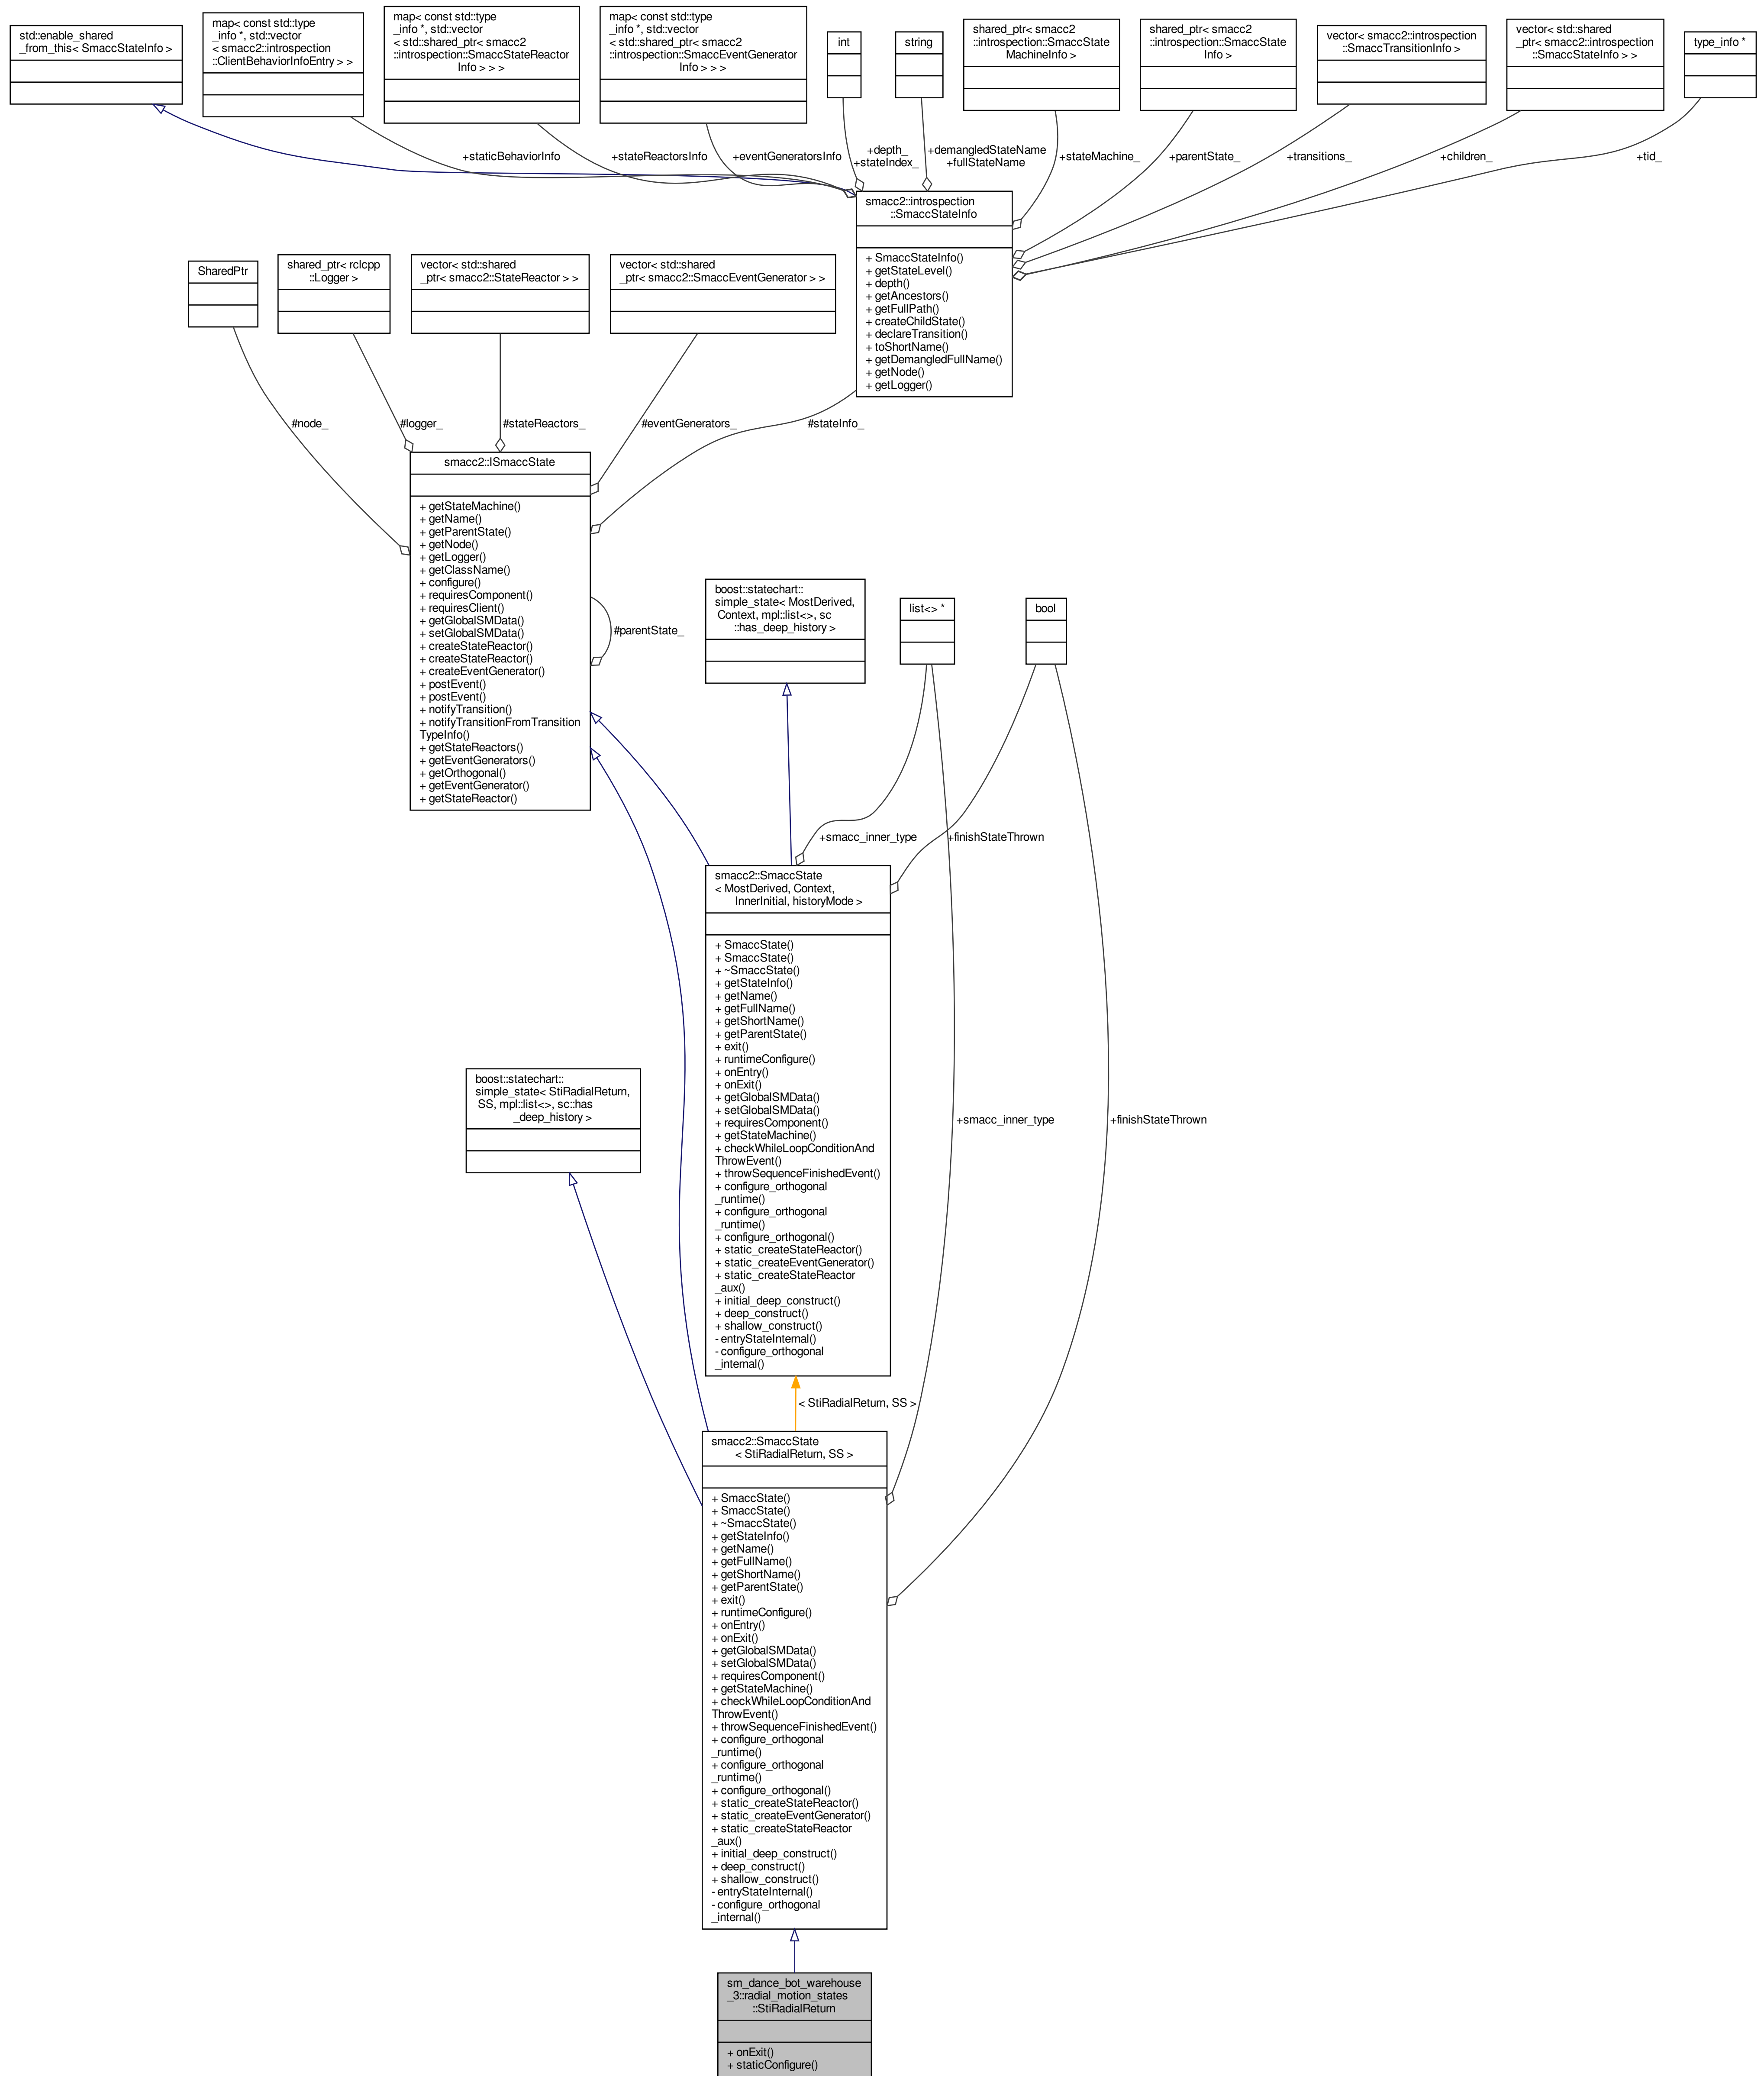 std::enable_shared
_from_this< SmaccStateInfo >
map< const std::type
_info *, std::vector
< smacc2::introspection
::ClientBehaviorInfoEntry > >
map< const std::type
_info *, std::vector
< std::shared_ptr< smacc2
::introspection::SmaccStateReactor
Info > > >
map< const std::type
_info *, std::vector
< std::shared_ptr< smacc2
::introspection::SmaccEventGenerator
Info > > >
int
string
shared_ptr< smacc2
::introspection::SmaccState
MachineInfo >
shared_ptr< smacc2
::introspection::SmaccState
Info >
vector< smacc2::introspection
::SmaccTransitionInfo >
vector< std::shared
_ptr< smacc2::introspection
::SmaccStateInfo > >
type_info *
+staticBehaviorInfo
+stateReactorsInfo
+eventGeneratorsInfo
+depth_
+stateIndex_
+demangledStateName
+fullStateName
+stateMachine_
+parentState_
+transitions_
+children_
+tid_
smacc2::introspection
::SmaccStateInfo
+ SmaccStateInfo()
+ getStateLevel()
+ depth()
+ getAncestors()
+ getFullPath()
+ createChildState()
+ declareTransition()
+ toShortName()
+ getDemangledFullName()
+ getNode()
+ getLogger()
SharedPtr
shared_ptr< rclcpp
::Logger >
vector< std::shared
_ptr< smacc2::StateReactor > >
vector< std::shared
_ptr< smacc2::SmaccEventGenerator > >
#node_
#logger_
#stateReactors_
#eventGenerators_
#stateInfo_
smacc2::ISmaccState
+ getStateMachine()
+ getName()
+ getParentState()
+ getNode()
+ getLogger()
+ getClassName()
+ configure()
+ requiresComponent()
+ requiresClient()
+ getGlobalSMData()
+ setGlobalSMData()
+ createStateReactor()
+ createStateReactor()
+ createEventGenerator()
+ postEvent()
+ postEvent()
+ notifyTransition()
+ notifyTransitionFromTransition
TypeInfo()
+ getStateReactors()
+ getEventGenerators()
+ getOrthogonal()
+ getEventGenerator()
+ getStateReactor()
#parentState_
boost::statechart::
simple_state< MostDerived,
Context, mpl::list<>, sc
::has_deep_history >
list<> *
bool
+smacc_inner_type
+finishStateThrown
smacc2::SmaccState
< MostDerived, Context,
InnerInitial, historyMode >
+ SmaccState()
+ SmaccState()
+ ~SmaccState()
+ getStateInfo()
+ getName()
+ getFullName()
+ getShortName()
+ getParentState()
+ exit()
+ runtimeConfigure()
+ onEntry()
+ onExit()
+ getGlobalSMData()
+ setGlobalSMData()
+ requiresComponent()
+ getStateMachine()
+ checkWhileLoopConditionAnd
ThrowEvent()
+ throwSequenceFinishedEvent()
+ configure_orthogonal
_runtime()
+ configure_orthogonal
_runtime()
+ configure_orthogonal()
+ static_createStateReactor()
+ static_createEventGenerator()
+ static_createStateReactor
_aux()
+ initial_deep_construct()
+ deep_construct()
+ shallow_construct()
- entryStateInternal()
- configure_orthogonal
_internal()
boost::statechart::
simple_state< StiRadialReturn,
SS, mpl::list<>, sc::has
_deep_history >
+smacc_inner_type
+finishStateThrown
< StiRadialReturn, SS >
smacc2::SmaccState
< StiRadialReturn, SS >
+ SmaccState()
+ SmaccState()
+ ~SmaccState()
+ getStateInfo()
+ getName()
+ getFullName()
+ getShortName()
+ getParentState()
+ exit()
+ runtimeConfigure()
+ onEntry()
+ onExit()
+ getGlobalSMData()
+ setGlobalSMData()
+ requiresComponent()
+ getStateMachine()
+ checkWhileLoopConditionAnd
ThrowEvent()
+ throwSequenceFinishedEvent()
+ configure_orthogonal
_runtime()
+ configure_orthogonal
_runtime()
+ configure_orthogonal()
+ static_createStateReactor()
+ static_createEventGenerator()
+ static_createStateReactor
_aux()
+ initial_deep_construct()
+ deep_construct()
+ shallow_construct()
- entryStateInternal()
- configure_orthogonal
_internal()
sm_dance_bot_warehouse
_3::radial_motion_states
::StiRadialReturn
+ onExit()
+ staticConfigure()